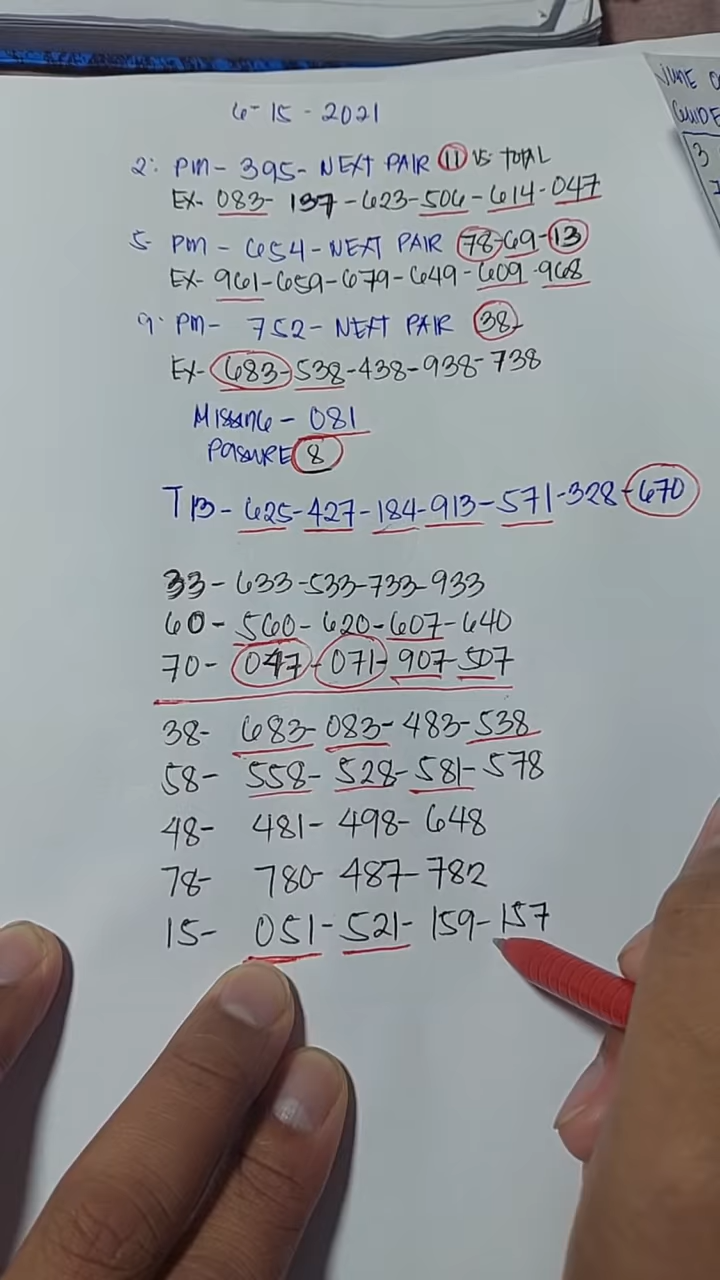 6-15-2021
2: PM- 395- NEXT PAIR 11 VS TOTAL
EX- 083- 137-623-506-614-047
5 PM - 654-NEXT PAIR 78-69-13
EX- 961-659-679-649-609-968
9: PM- 752- NEXT PAIR 38-
EX- 683-538-438-938-738
MISSING- 081
PASURE 8
TB- 625-427-184-913-571-328-670
33-633-533-733-933
60-560-620-607-640
70-047-071-907-507
38- 683-083-483-538
58- 558-528-581-578
48- 481-498-648
78- 780-487-782
15- 051-521-159-157
JUNE
GUIDE
3